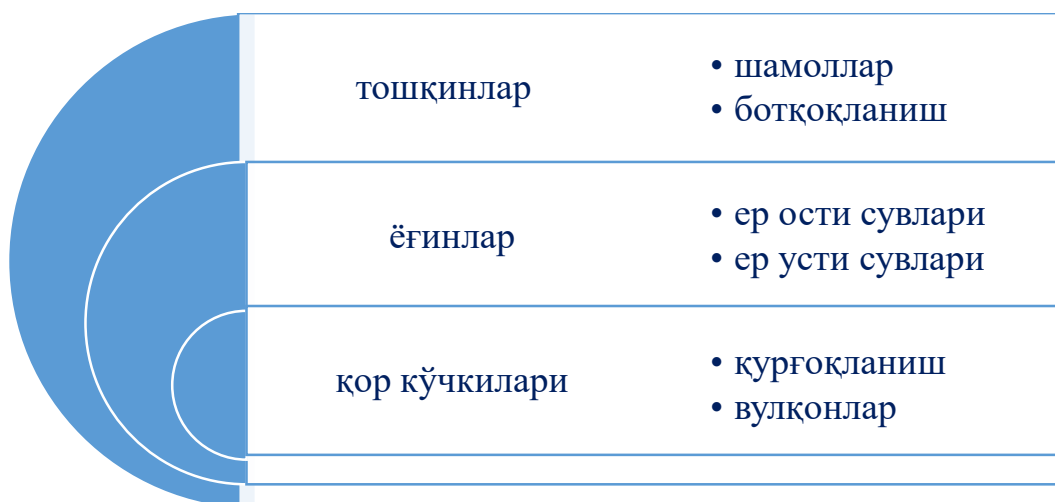 тошқинлар
• шамоллар
• ботқоқланиш
ёғинлар
• ер ости сувлари
• ер усти сувлари
қор кўчкилари
• қурғоқланиш
• вулқонлар